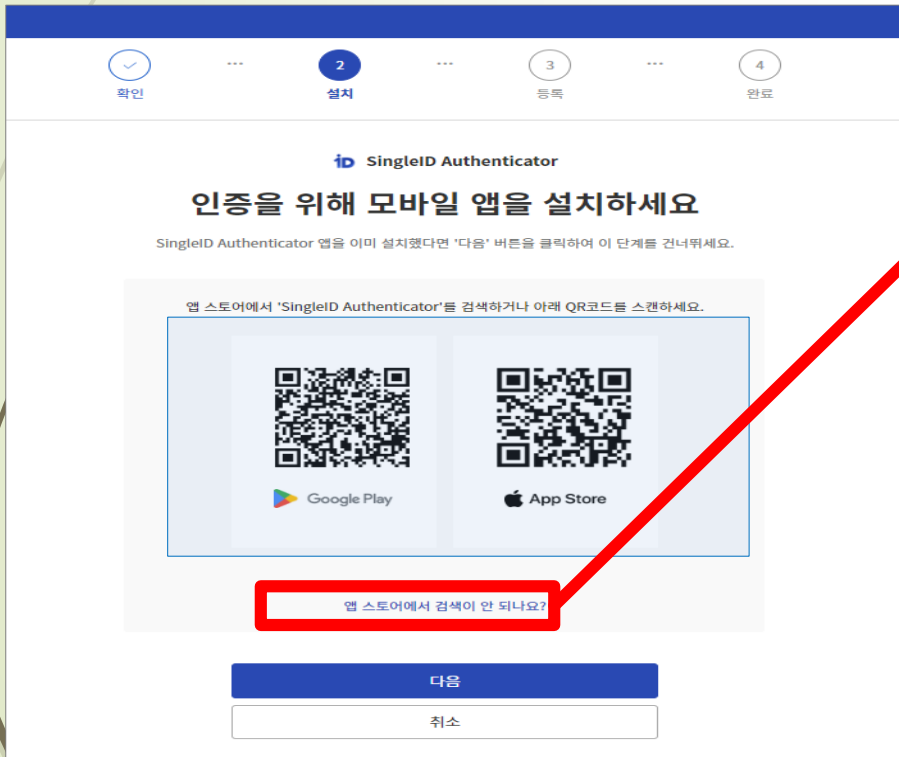 2
3
4
확인
설치
등록
완료
iD SingleID Authenticator
인증을 위해 모바일 앱을 설치하세요
SingleID Authenticator 앱을 이미 설치했다면 '다음' 버튼을 클릭하여 이 단계를 건너뛰세요.
앱 스토어에서 'SingleID Authenticator'를 검색하거나 아래 QR코드를 스캔하세요.
Google Play
App Store
앱 스토어에서 검색이 안 되나요?
다음
취소